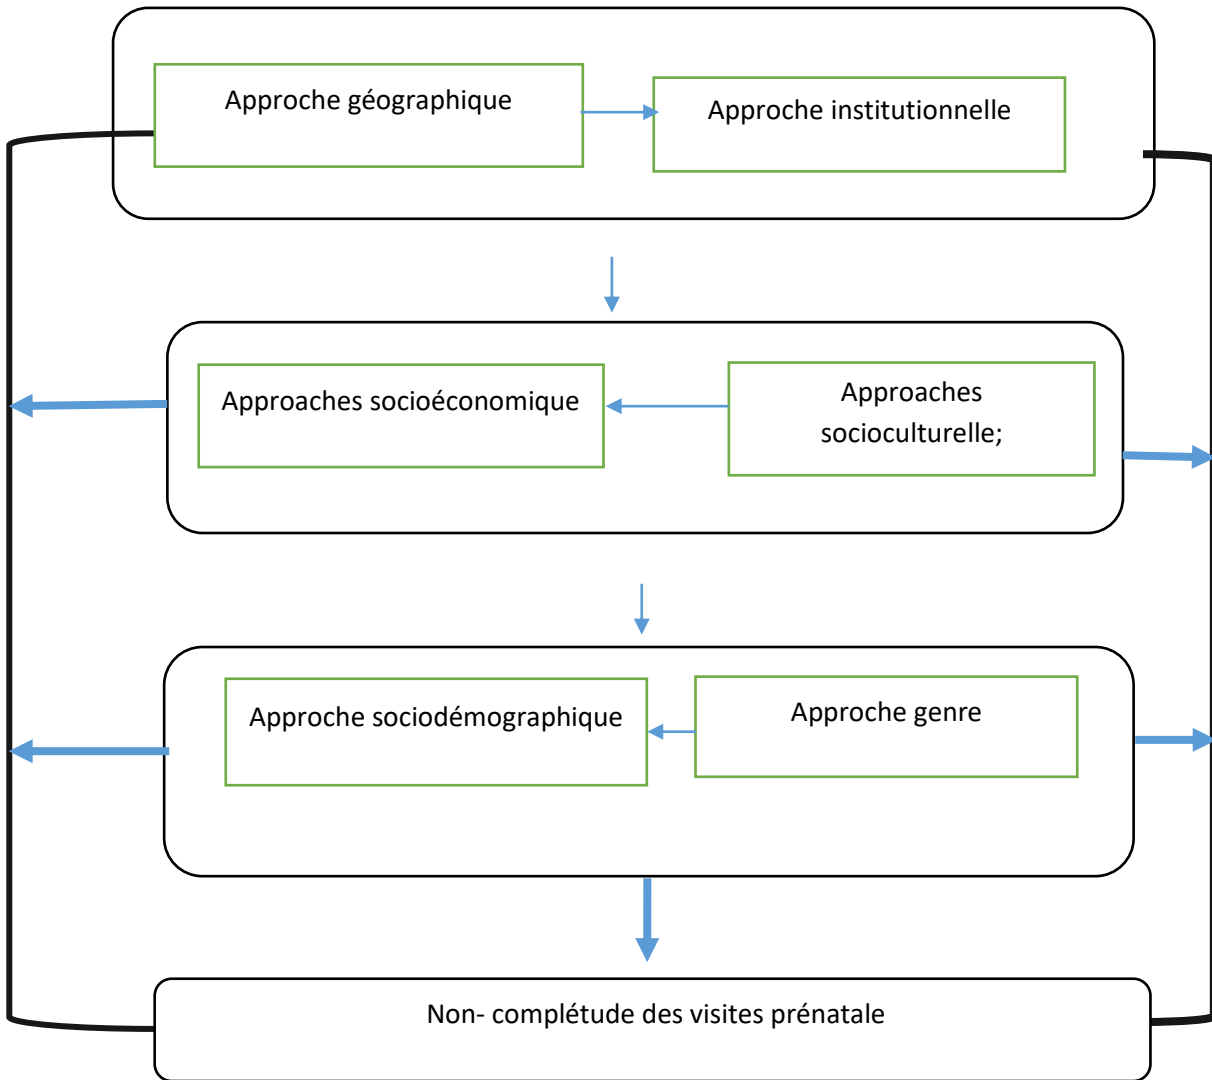 Approche géographique
Approche institutionnelle
Approaches socioéconomique
Approaches
socioculturelle;
Approche sociodémographique
Approche genre
Non- complétude des visites prénatale